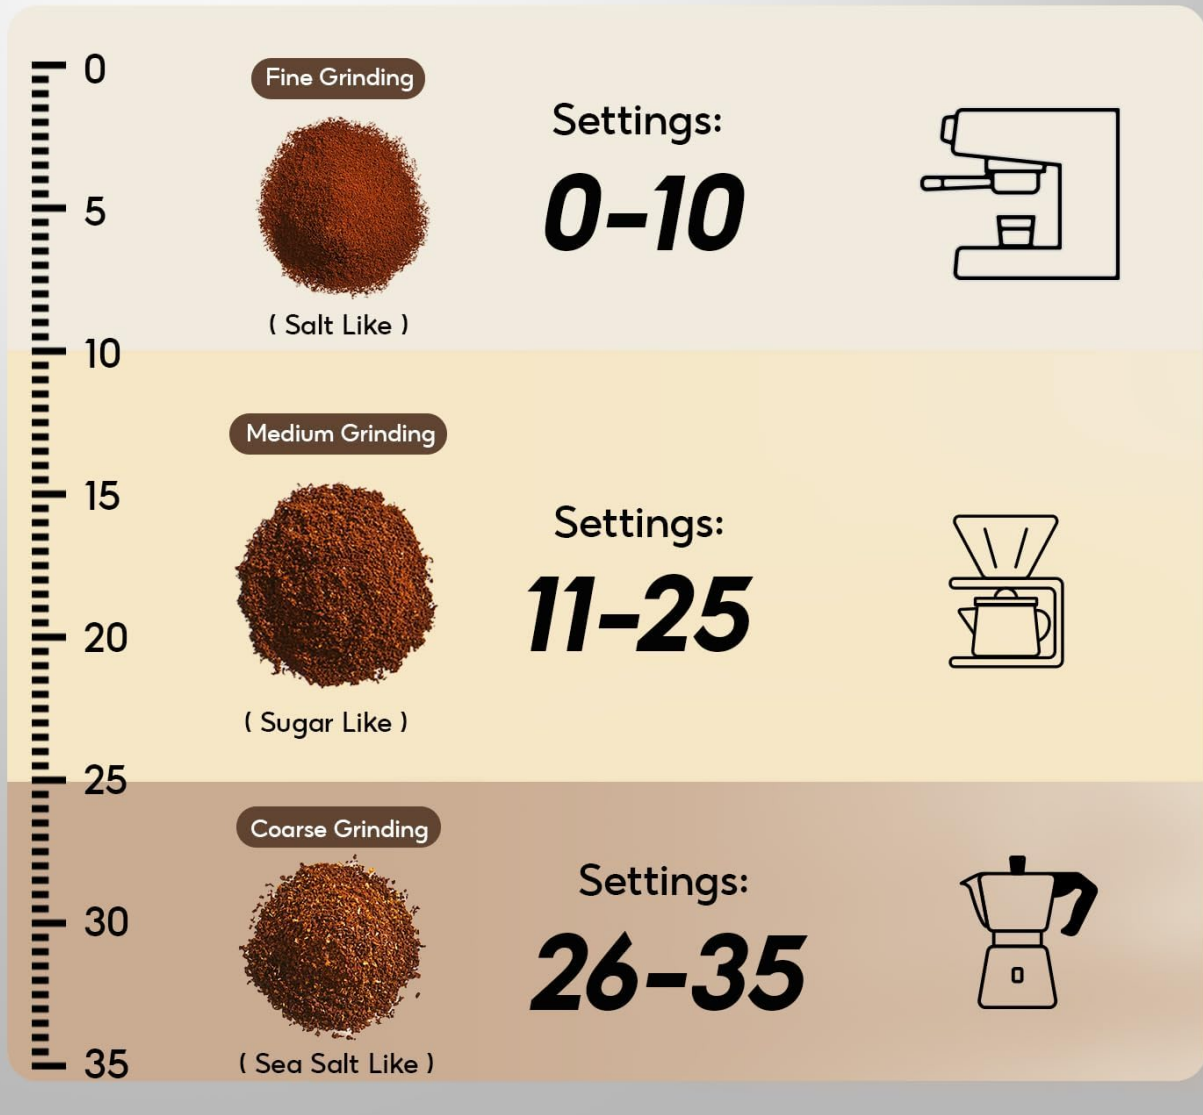 0
Fine Grinding
Settings:
0-10
5
( Salt Like )
10
Medium Grinding
15
Settings:
11-25
20
( Sugar Like )
25
Coarse Grinding
Settings:
26-35
30
( Sea Salt Like )
35